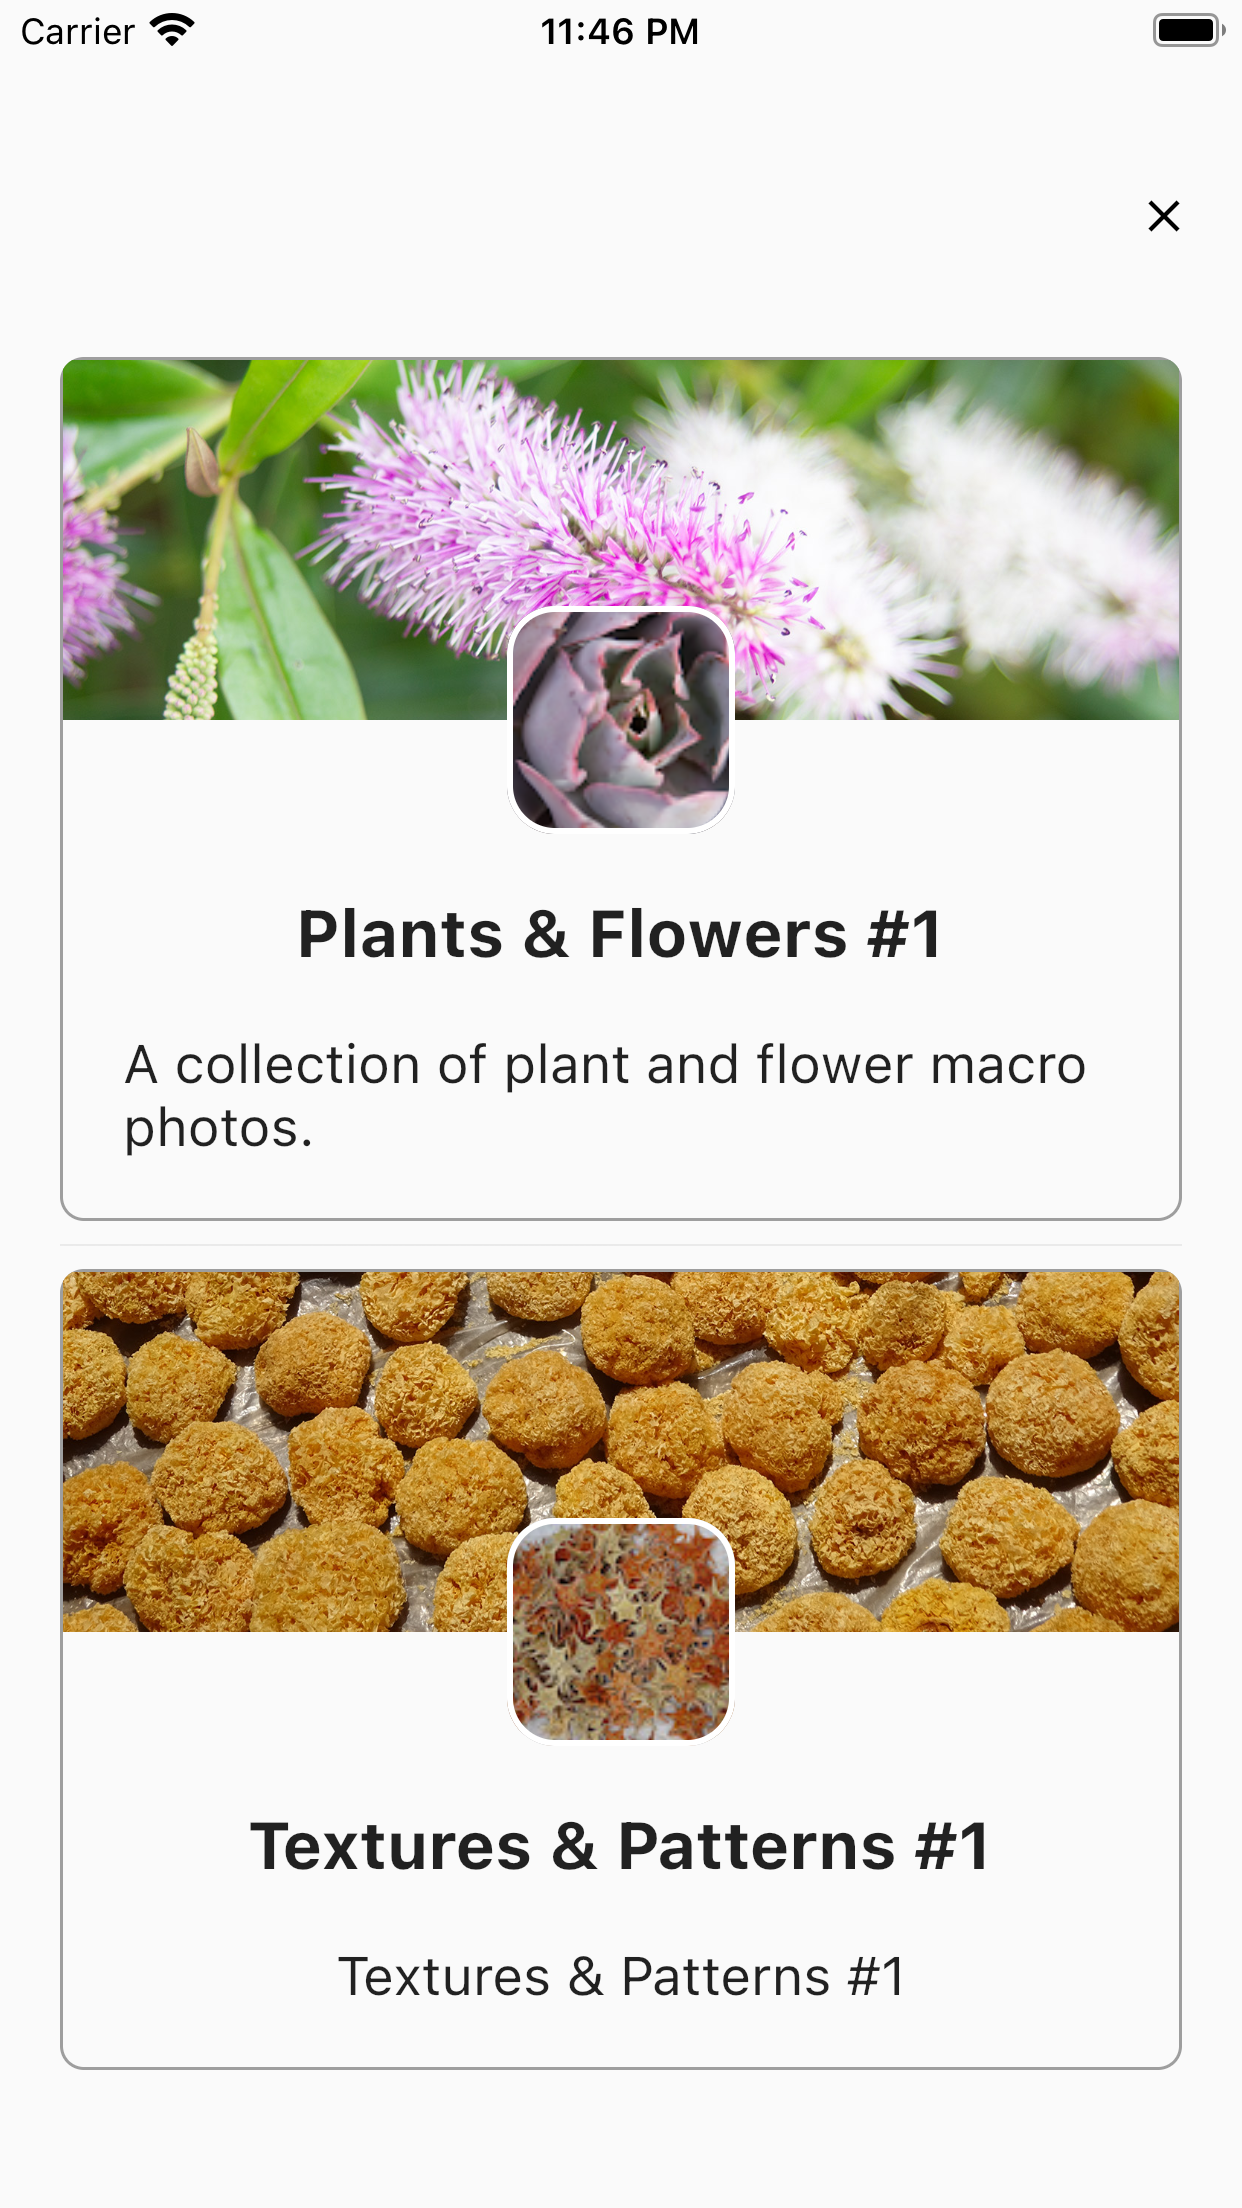 Carrier
11:46 PM
Plants & Flowers #1
A collection of plant and flower macro
photos.
Textures & Patterns #1
Textures & Patterns #1